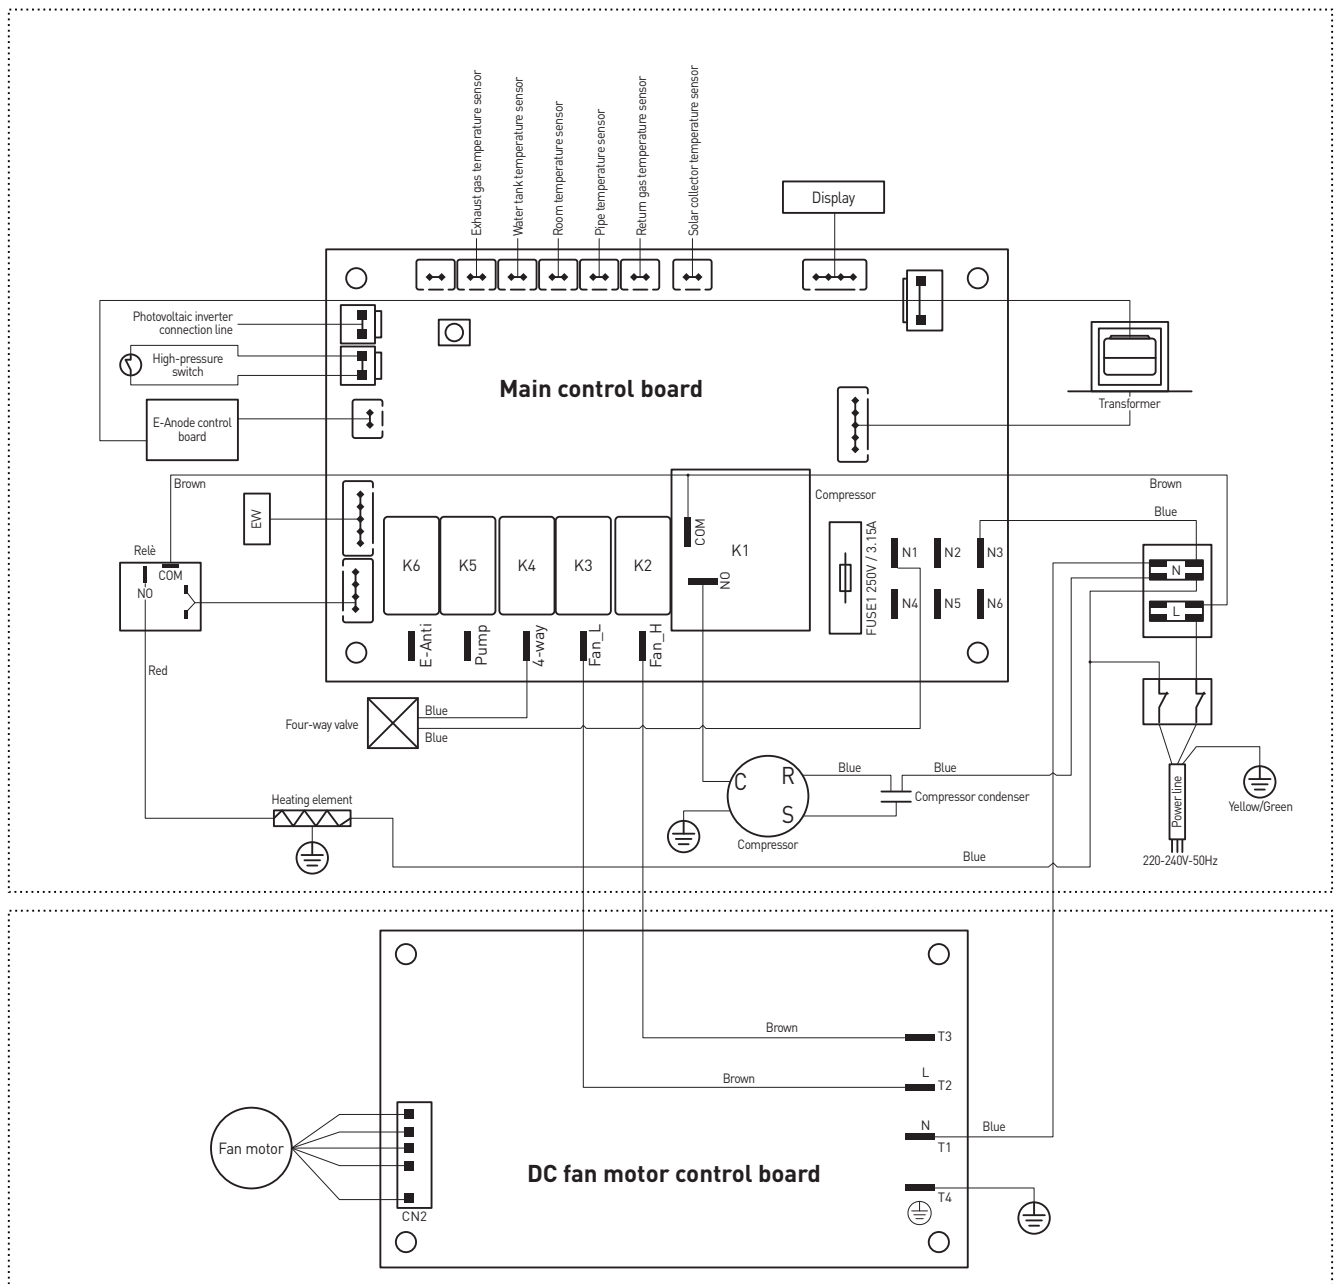 Exhaust gas temperature sensor
Water tank temperature sensor
Room temperature sensor
Pipe temperature sensor
Return gas temperature sensor
Solar collector temperature sensor
Display
Photovoltaic inverter
connection line
High-pressure
switch
Main control board
Transformer
E-Anode control
board
Brown
Brown
Compressor
Blue
EVV
Relè
COM
NO
K6
K5
K4
K3
K2
K1
COM
NO
FUSE1 250V / 3.15A
N1
N2
N3
N4
N5
N6
N
L
E-Anti
Pump
4-way
Fan_L
Fan_H
Red
Four-way valve
Blue
Blue
C
R
S
Compressor
Blue
Blue
Compressor condenser
Power line
Yellow/Green
220-240V-50Hz
Heating element
Blue
Brown
T3
L
Brown
T2
N
Blue
T1
Fan motor
DC fan motor control board
T4
CN2